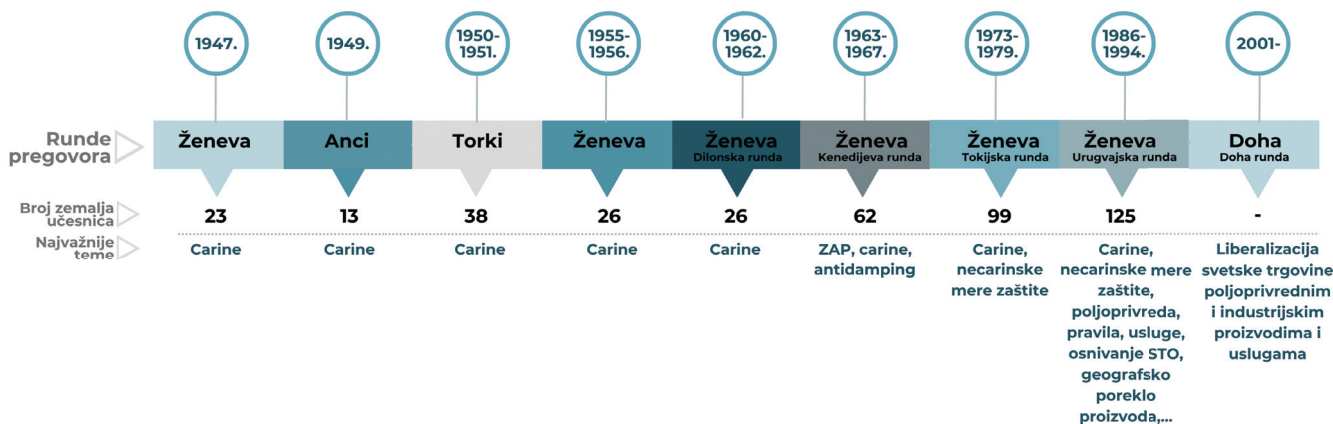 1947.
1949.
1950-
1951.
1955-
1956.
1960-
1962.
1963-
1967.
1973-
1979.
1986-
1994.
2001-
Runde
pregovora
Ženeva
Anci
Torki
Ženeva
Ženeva
Dilonska runda
Ženeva
Kenedijeva runda
Ženeva
Tokijska runda
Ženeva
Urugvajska runda
Doha
Doha runda
Broj zemalja
učesnica
23
13
38
26
26
62
99
125
-
Najvažnije
teme
Carine
Carine
Carine
Carine
Carine
ZAP, carine,
antidamping
Carine,
necarinske
mere zaštite
Carine,
necarinske mere
zaštite,
poljoprivreda,
pravila, usluge,
osnivanje STO,
geografsko
poreklo
proizvoda,...
Liberalizacija
svetske trgovine
poljoprivrednim
i industrijskim
proizvodima i
uslugama